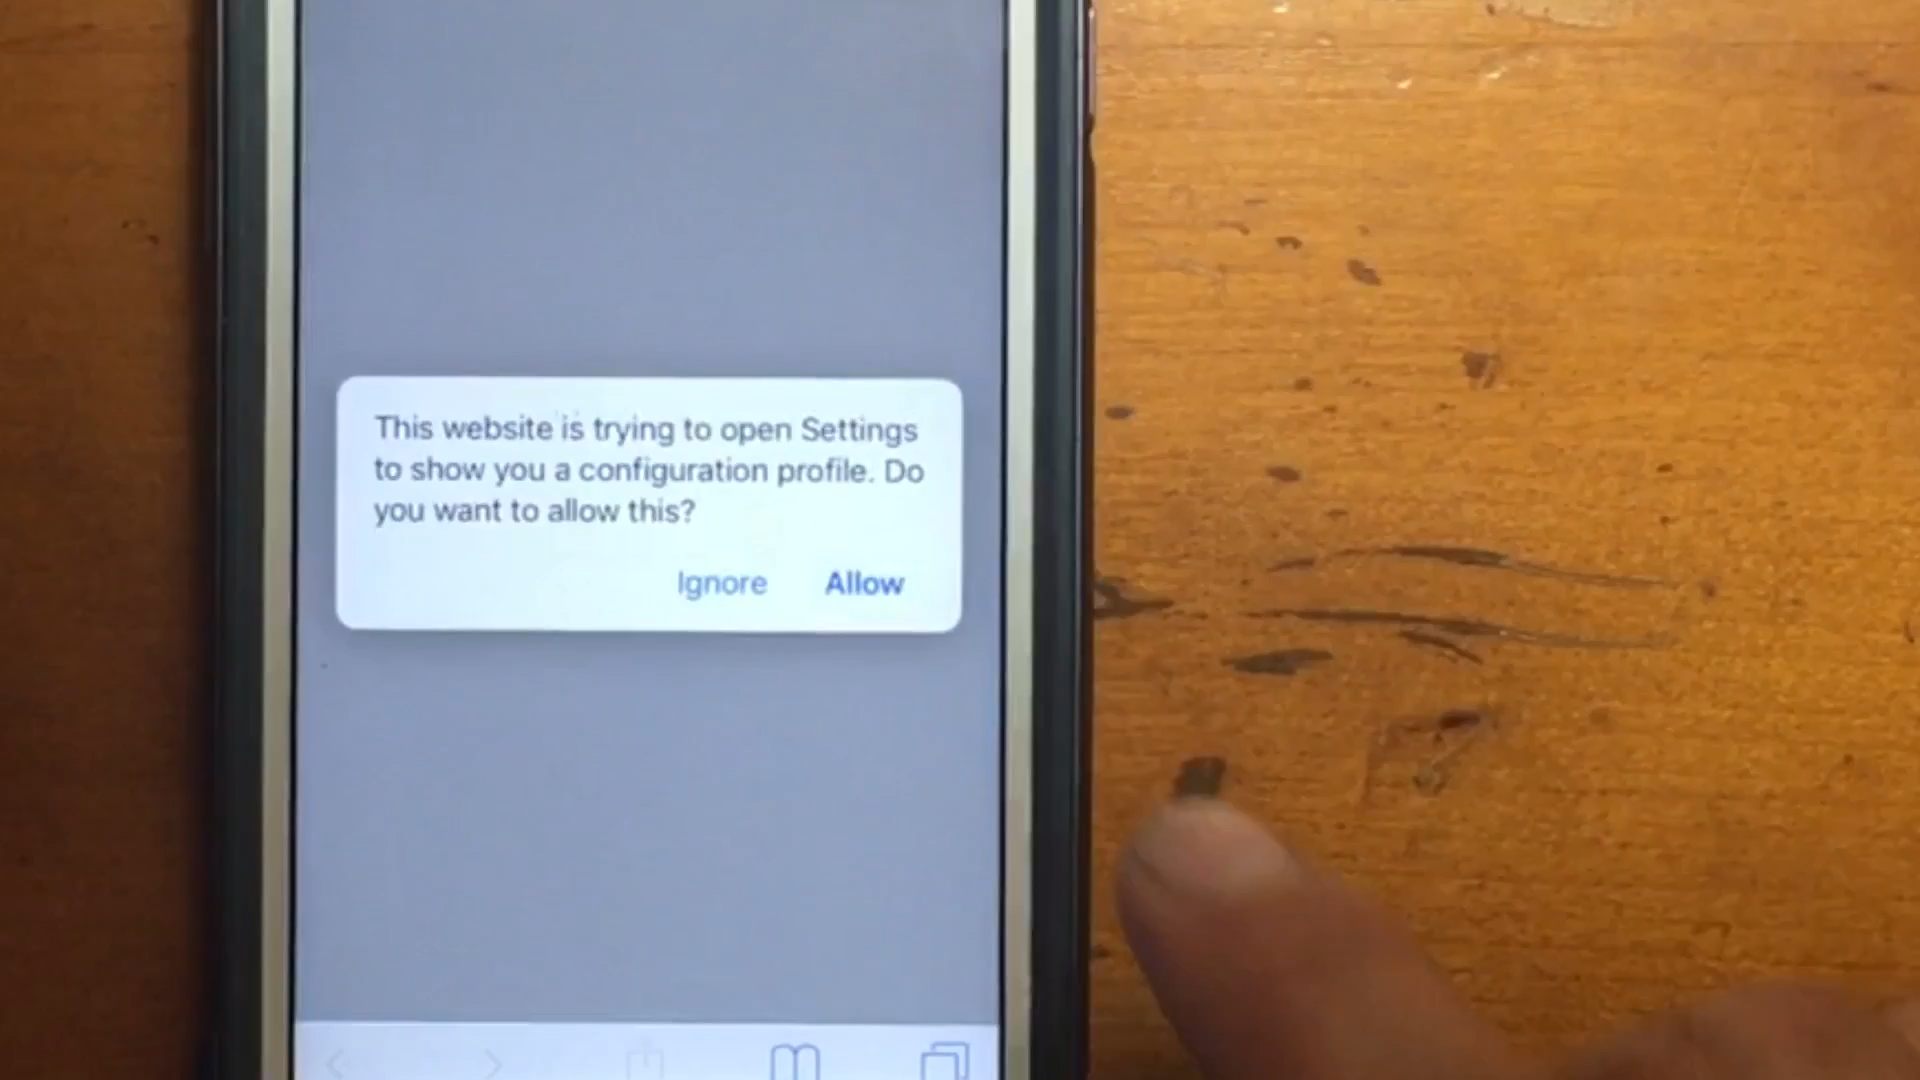 This website is trying to open Settings
to show you a configuration profile. Do
you want to allow this?
Ignore Allow